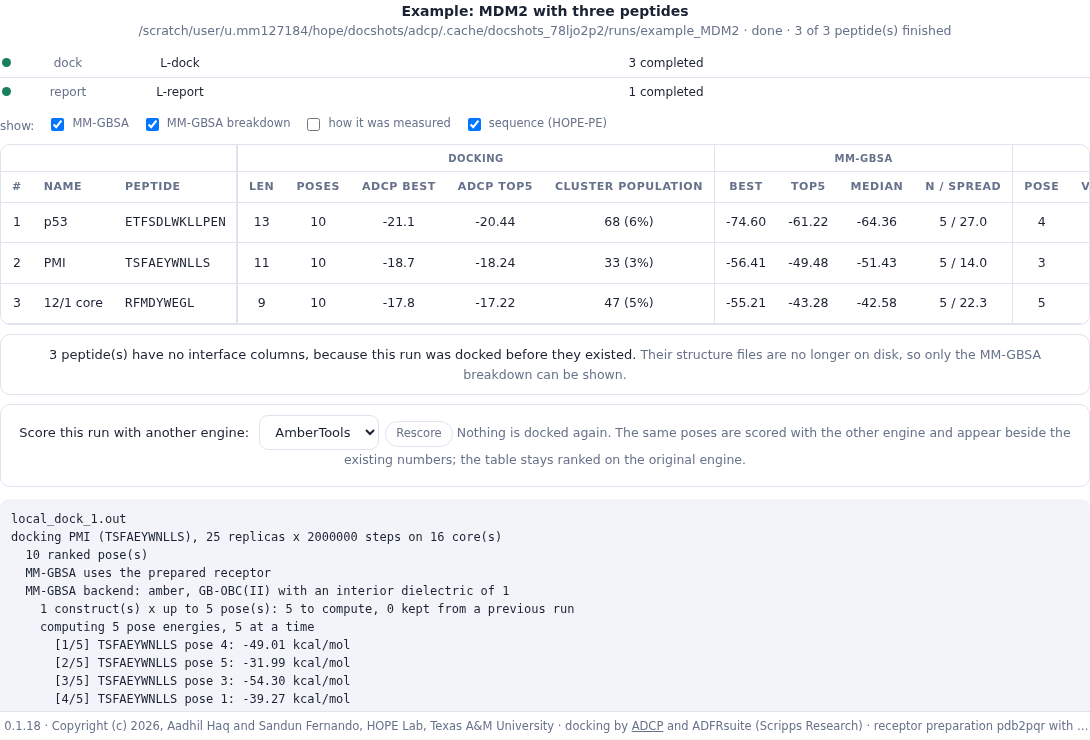 Example: MDM2 with three peptides
/scratch/user/u.mm127184/hope/docshots/adcp/.cache/docshots_78ljo2p2/runs/example_MDM2 · done · 3 of 3 peptide(s) finished
dock L-dock 3 completed
report L-report 1 completed
show: MM-GBSA MM-GBSA breakdown how it was measured sequence (HOPE-PE)
DOCKING MM-GBSA
# NAME PEPTIDE LEN POSES ADCP BEST ADCP TOP5 CLUSTER POPULATION BEST TOP5 MEDIAN N / SPREAD POSE V
1 p53 ETFSDLWKLLPEN 13 10 -21.1 -20.44 68 (6%) -74.60 -61.22 -64.36 5 / 27.0 4
2 PMI TSFAEYWNLLS 11 10 -18.7 -18.24 33 (3%) -56.41 -49.48 -51.43 5 / 14.0 3
3 12/1 core RFMDYWEGL 9 10 -17.8 -17.22 47 (5%) -55.21 -43.28 -42.58 5 / 22.3 5
3 peptide(s) have no interface columns, because this run was docked before they existed. Their structure files are no longer on disk, so only the MM-GBSA
breakdown can be shown.
Score this run with another engine: AmberTools Rescore Nothing is docked again. The same poses are scored with the other engine and appear beside the
existing numbers; the table stays ranked on the original engine.
local_dock_1.out
docking PMI (TSFAEYWNLLS), 25 replicas x 2000000 steps on 16 core(s)
10 ranked pose(s)
MM-GBSA uses the prepared receptor
MM-GBSA backend: amber, GB-OBC(II) with an interior dielectric of 1
1 construct(s) x up to 5 pose(s): 5 to compute, 0 kept from a previous run
computing 5 pose energies, 5 at a time
[1/5] TSFAEYWNLLS pose 4: -49.01 kcal/mol
[2/5] TSFAEYWNLLS pose 5: -31.99 kcal/mol
[3/5] TSFAEYWNLLS pose 3: -54.30 kcal/mol
[4/5] TSFAEYWNLLS pose 1: -39.27 kcal/mol
0.1.18 · Copyright (c) 2026, Aadhil Haq and Sandun Fernando, HOPE Lab, Texas A&M University · docking by ADCP and ADFRsuite (Scripps Research) · receptor preparation pdb2pqr with ...